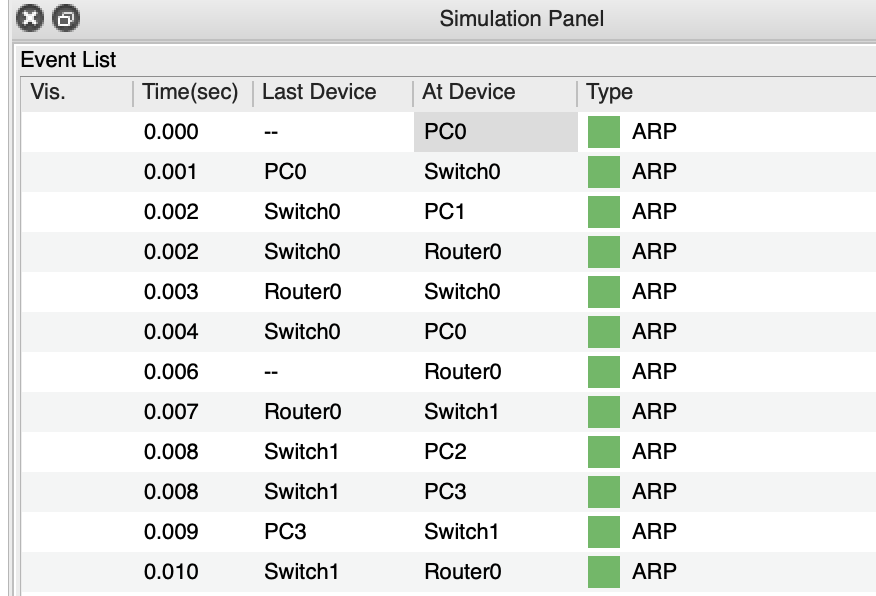 Simulation Panel
Event List
Vis. Time(sec) Last Device At Device Type
0.000 -- PC0 ARP
0.001 PC0 Switch0 ARP
0.002 Switch0 PC1 ARP
0.002 Switch0 Router0 ARP
0.003 Router0 Switch0 ARP
0.004 Switch0 PC0 ARP
0.006 -- Router0 ARP
0.007 Router0 Switch1 ARP
0.008 Switch1 PC2 ARP
0.008 Switch1 PC3 ARP
0.009 PC3 Switch1 ARP
0.010 Switch1 Router0 ARP